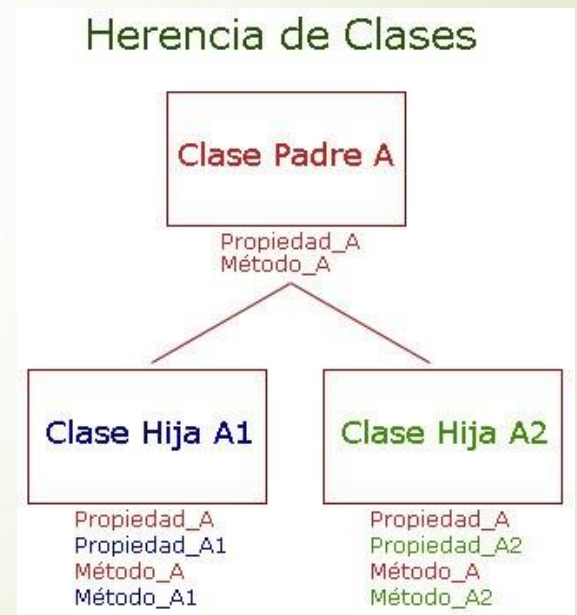 Herencia de Clases
Clase Padre A
Propiedad_A
Método_A
Clase Hija A1
Propiedad_A
Propiedad_A1
Método_A
Método_A1
Clase Hija A2
Propiedad_A
Propiedad_A2
Método_A
Método_A2